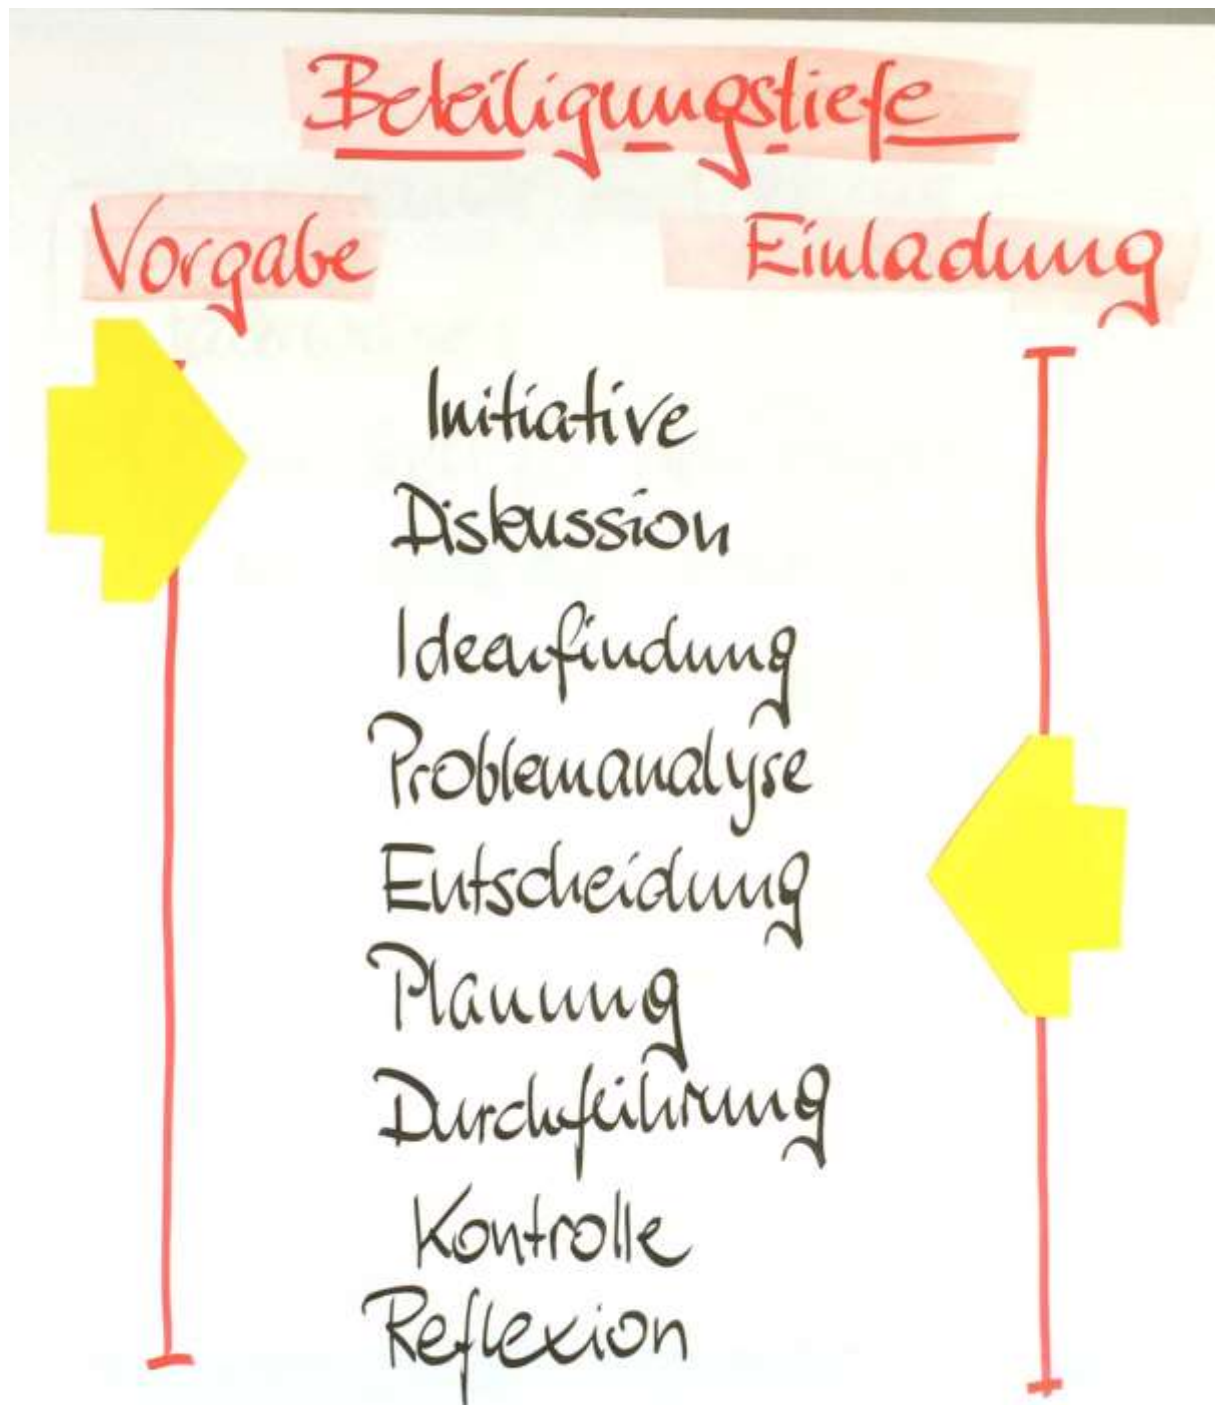 Beteiligungstiefe
Vorgabe Einladung
Initiative
Diskussion
Ideenfindung
Problemanalyse
Entscheidung
Planung
Durchführung
Kontrolle
Reflexion